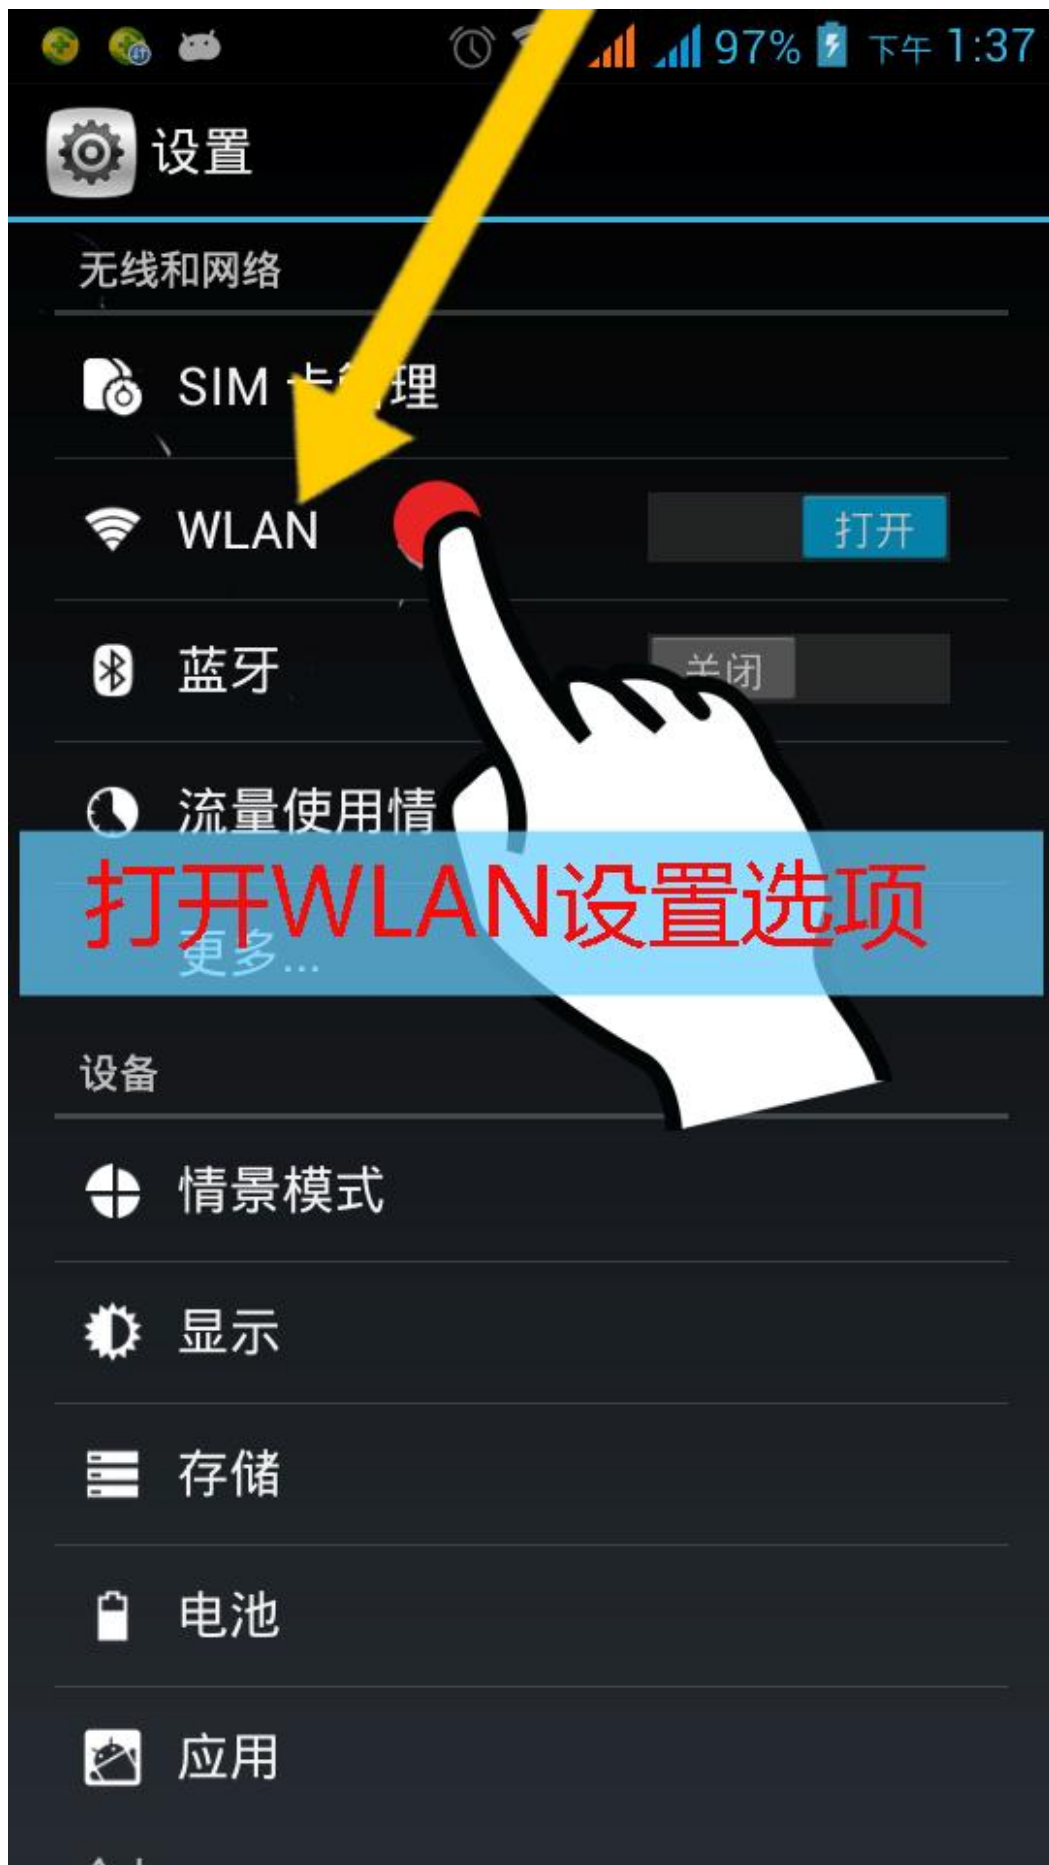 97% 下午 1:37
设置
无线和网络
SIM 卡管理
WLAN 打开
蓝牙 关闭
流量使用情
打开WLAN设置选项
更多...
设备
情景模式
显示
存储
电池
应用